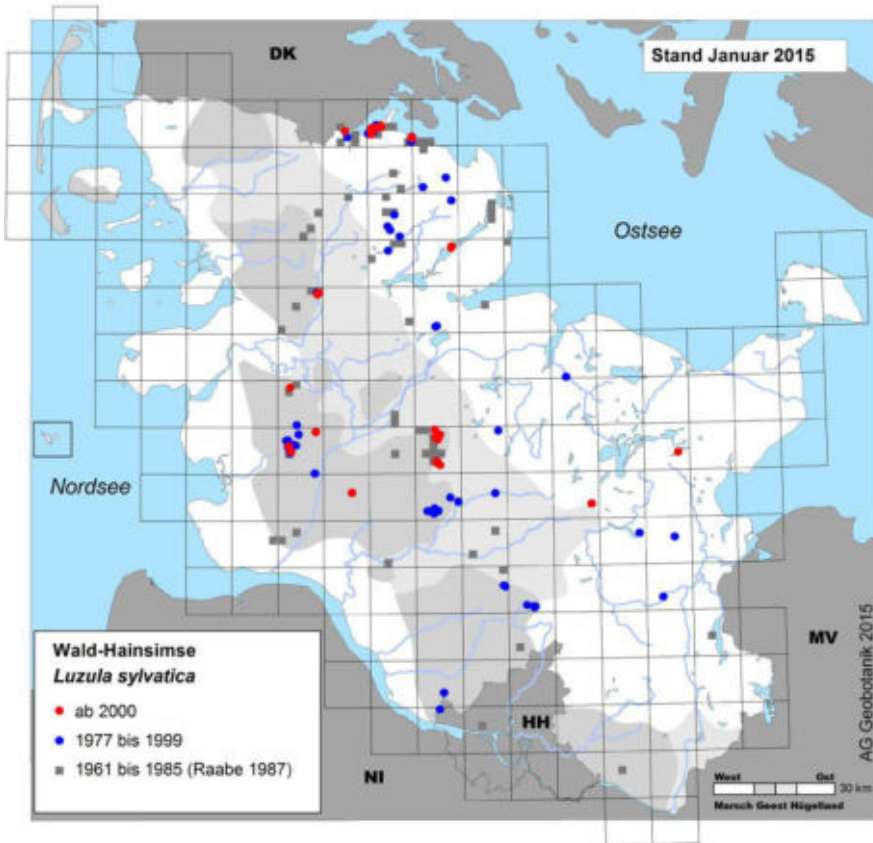 DK
Stand Januar 2015
Ostsee
Nordsee
MV
HH
NI
Wald-Hainsimse
Luzula sylvatica
ab 2000
1977 bis 1999
1961 bis 1985 (Raabe 1987)
West Ost
30 km
Marsch Geest Hügelland
AG Geobotanik 2015